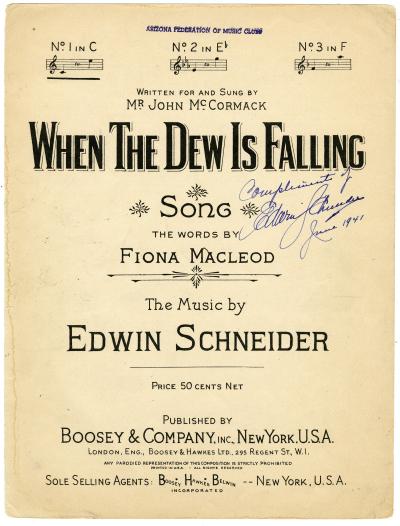 ARIZONA FEDERATION OF MUSIC CLUBS
No. 1 IN C
No. 2 IN E♭
No. 3 IN F
WRITTEN FOR AND SUNG BY
MR JOHN MCCORMACK
WHEN THE DEW IS FALLING
SONG
Compliments of
Edwin Schneider
June 1941
THE WORDS BY
FIONA MACLEOD
The Music by
EDWIN SCHNEIDER
PRICE 50 CENTS NET
PUBLISHED BY
BOOSEY & COMPANY, INC., NEW YORK, U.S.A.
LONDON, ENG., BOOSEY & HAWKES LTD., 295 REGENT ST., W.I.
ANY PARODIED REPRESENTATION OF THIS COMPOSITION IS STRICTLY PROHIBITED
PRINTED IN U.S.A. - ALL RIGHTS RESERVED
SOLE SELLING AGENTS: BOOSEY HAWKES BELWIN -- NEW YORK, U.S.A.
INCORPORATED